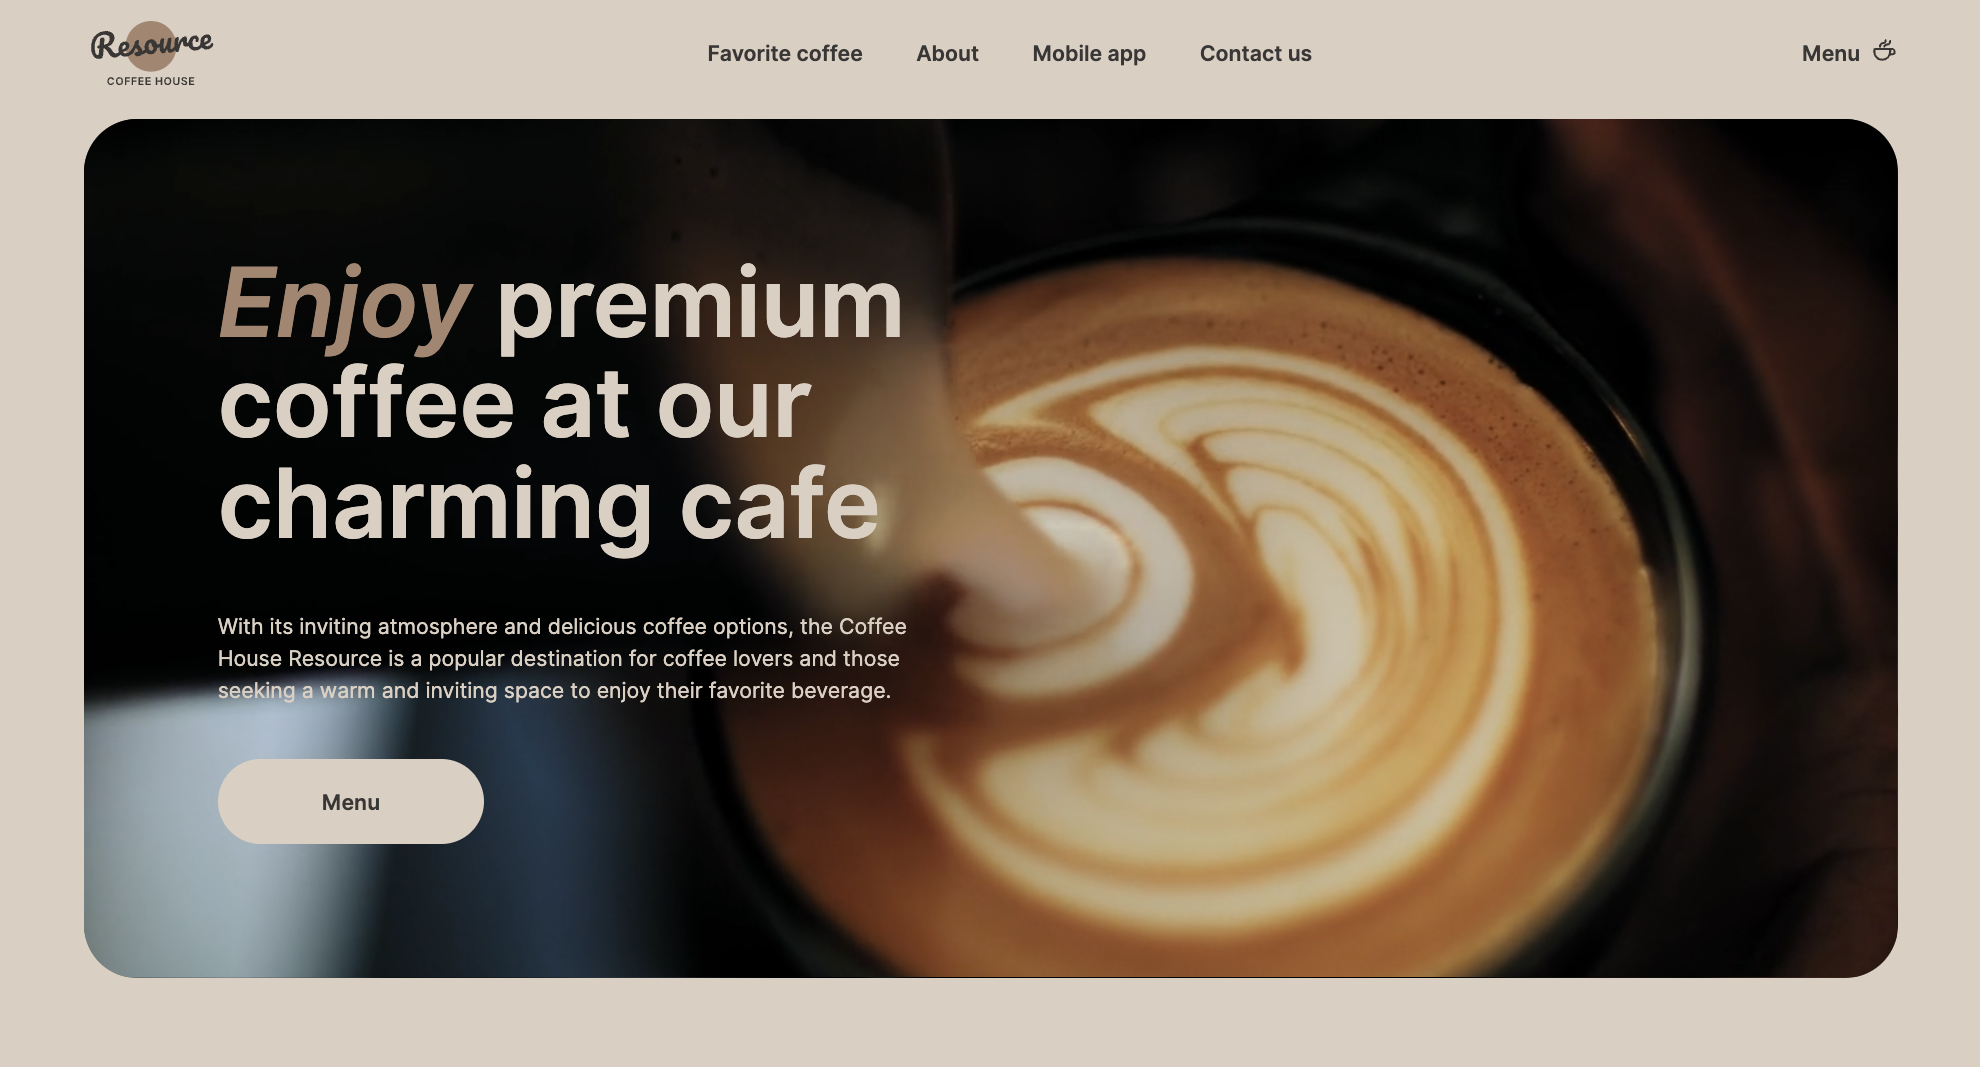 Resource
COFFEE HOUSE
Favorite coffee
About
Mobile app
Contact us
Menu
Enjoy premium
coffee at our
charming cafe
With its inviting atmosphere and delicious coffee options, the Coffee
House Resource is a popular destination for coffee lovers and those
seeking a warm and inviting space to enjoy their favorite beverage.
Menu